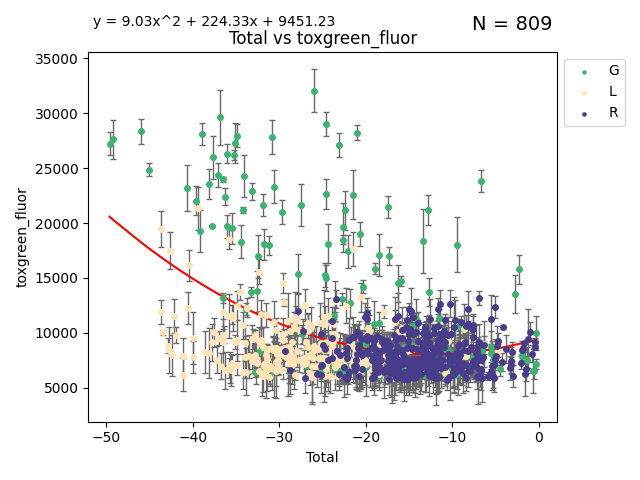 y = 9.03x^2 + 224.33x + 9451.23
N = 809
Total vs toxgreen_fluor
35000
30000
25000
20000
15000
10000
5000
toxgreen_fluor
−50
−40
−30
−20
−10
0
Total
G
L
R